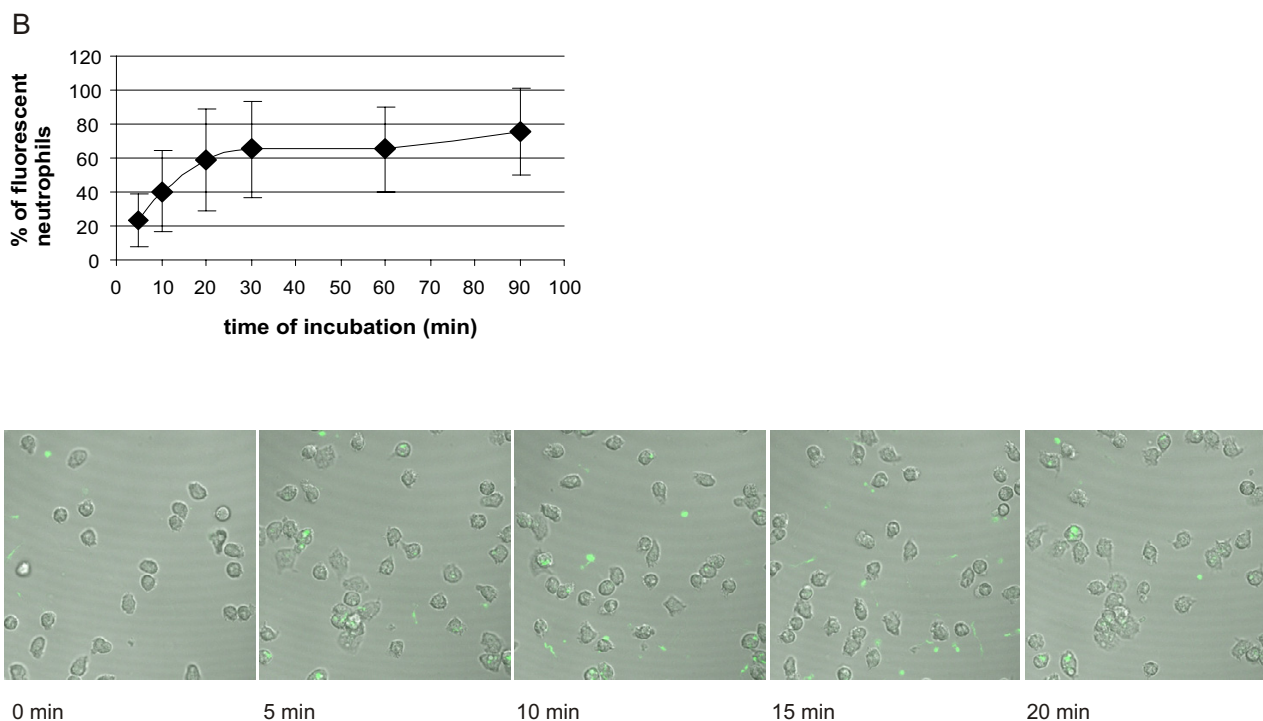 B
120
100
80
60
40
20
0
% of fluorescent
neutrophils
0 10 20 30 40 50 60 70 80 90 100
time of incubation (min)
0 min 5 min 10 min 15 min 20 min